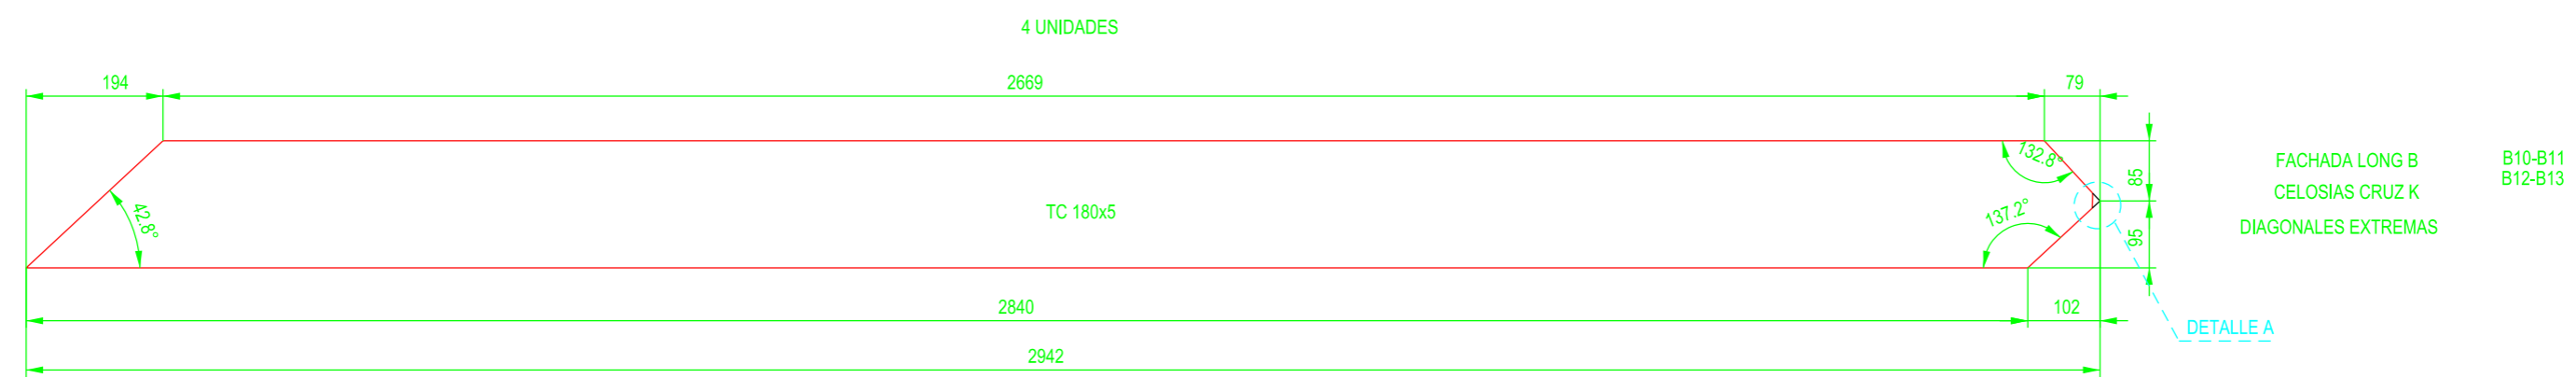 4 UNIDADES
194
2669
79
132.8°
85
FACHADA LONG B
B10-B11
CELOSIAS CRUZ K
B12-B13
42.8°
TC 180x5
137.2°
95
DIAGONALES EXTREMAS
2840
102
DETALLE A
2942